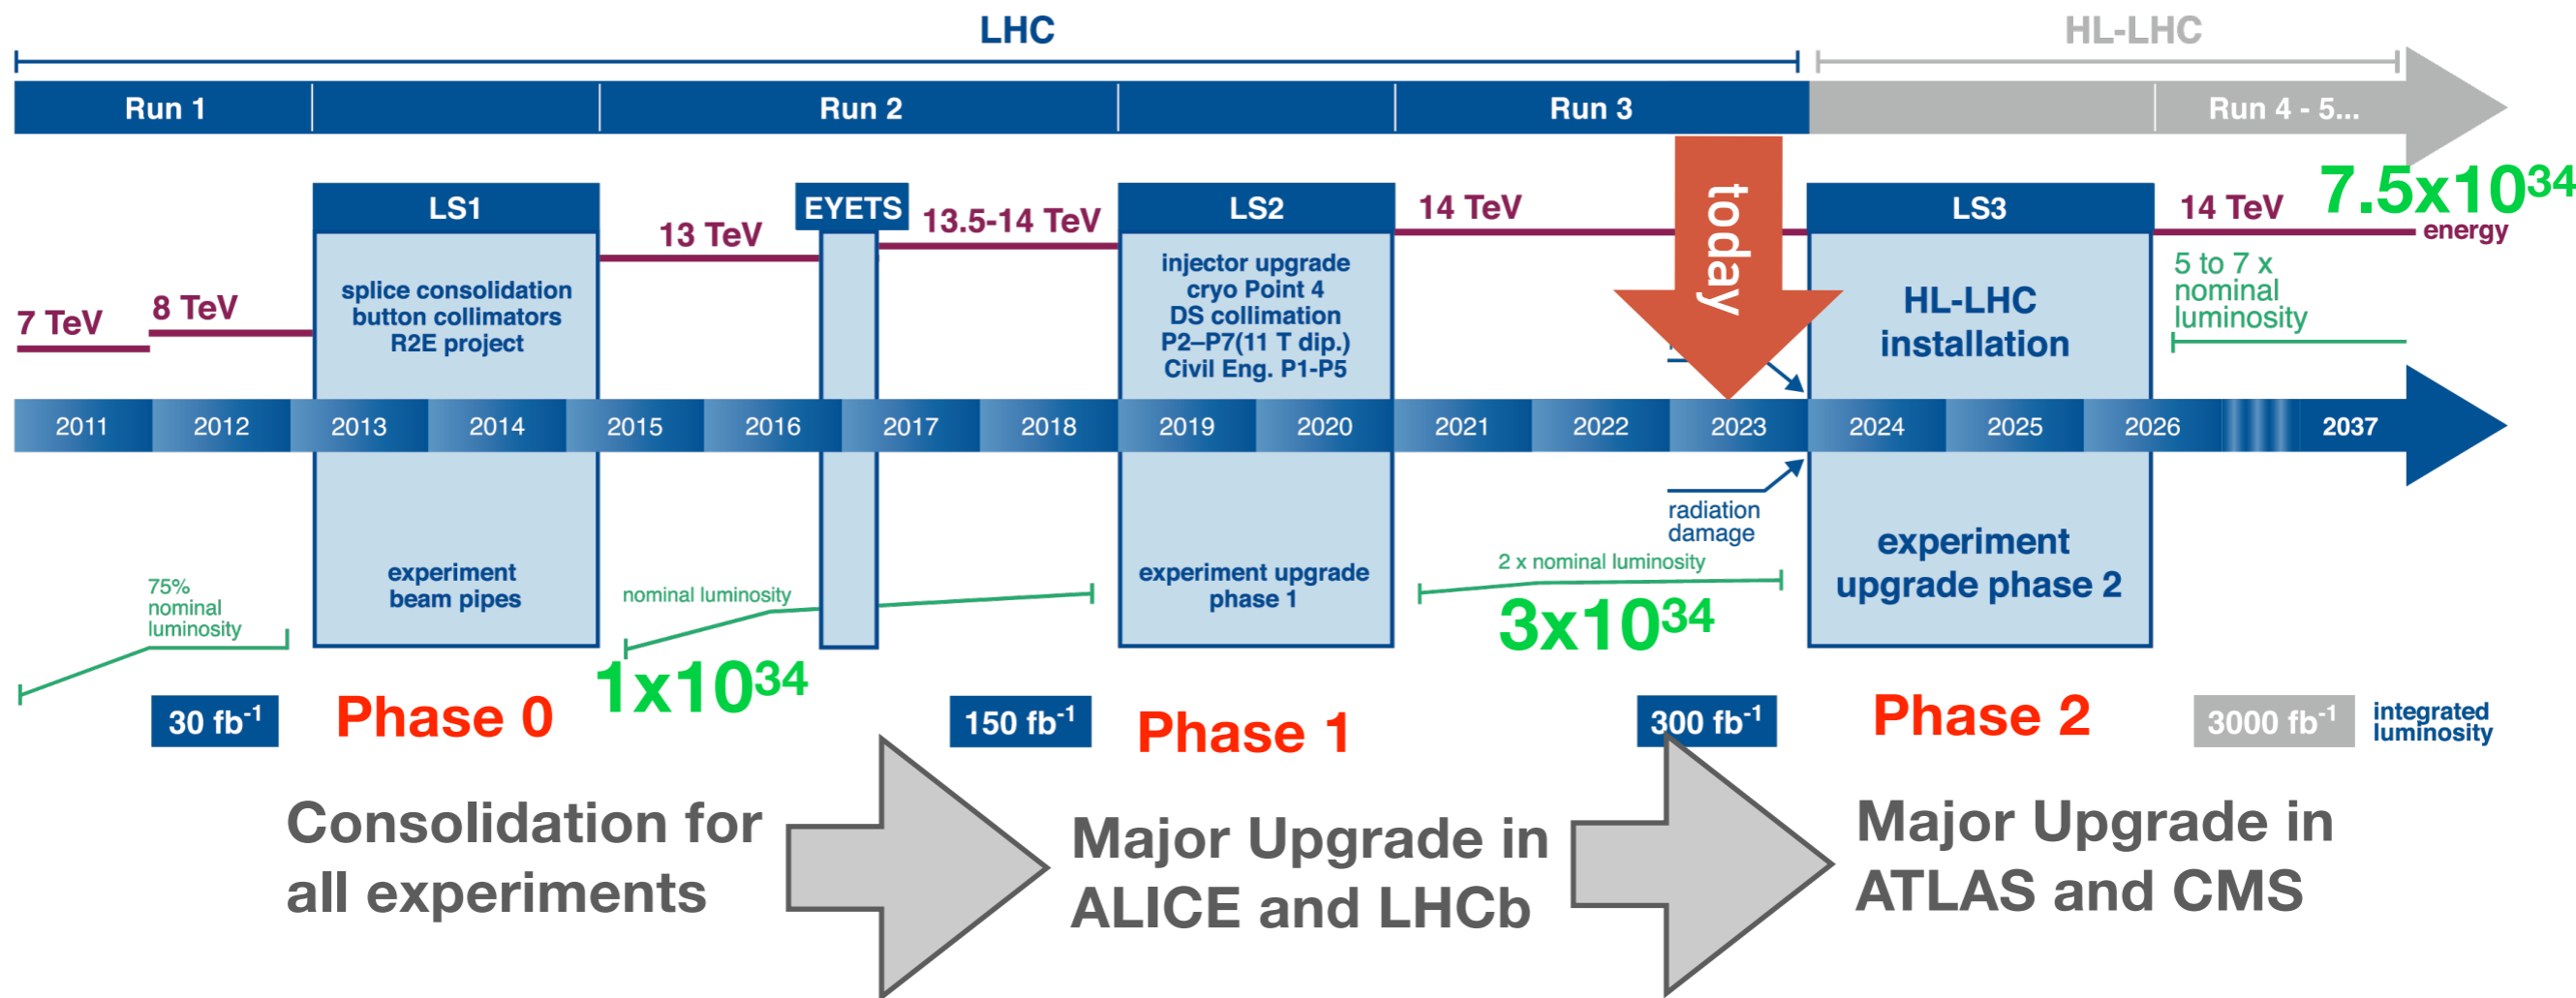 LHC
HL-LHC
Run 1
Run 2
Run 3
Run 4 - 5...
7.5x10³⁴
LS1
EYETS
LS2
today
LS3
7 TeV
8 TeV
13 TeV
13.5-14 TeV
14 TeV
14 TeV
energy
splice consolidation
button collimators
R2E project
injector upgrade
cryo Point 4
DS collimation
P2–P7(11 T dip.)
Civil Eng. P1-P5
HL-LHC
installation
5 to 7 x
nominal
luminosity
2011
2012
2013
2014
2015
2016
2017
2018
2019
2020
2021
2022
2023
2024
2025
2026
2037
75%
nominal
luminosity
experiment
beam pipes
nominal luminosity
1x10³⁴
experiment upgrade
phase 1
radiation
damage
2 x nominal luminosity
3x10³⁴
experiment
upgrade phase 2
30 fb⁻¹
Phase 0
150 fb⁻¹
Phase 1
300 fb⁻¹
Phase 2
3000 fb⁻¹
integrated
luminosity
Consolidation for
all experiments
Major Upgrade in
ALICE and LHCb
Major Upgrade in
ATLAS and CMS